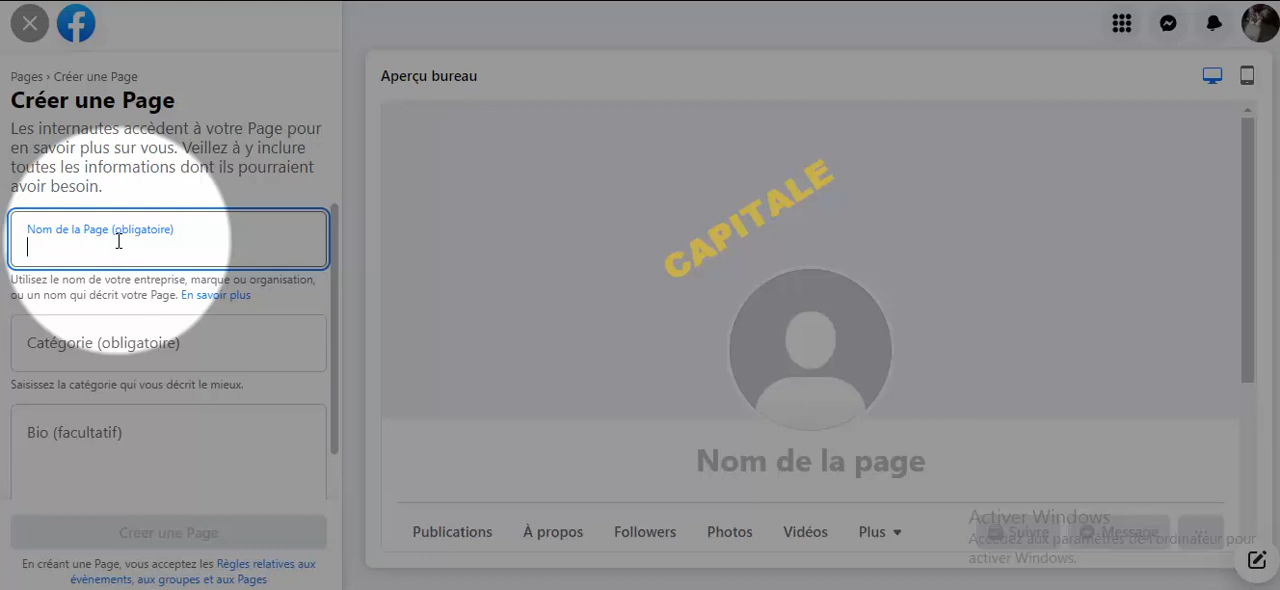 Pages › Créer une Page
Créer une Page
Les internautes accèdent à votre Page pour
en savoir plus sur vous. Veillez à y inclure
toutes les informations dont ils pourraient
avoir besoin.
Nom de la Page (obligatoire)
Utilisez le nom de votre entreprise, marque ou organisation,
ou un nom qui décrit votre Page. En savoir plus
Catégorie (obligatoire)
Saisissez la catégorie qui vous décrit le mieux.
Bio (facultatif)
Creer une Page
En créant une Page, vous acceptez les Règles relatives aux
évènements, aux groupes et aux Pages
Aperçu bureau
CAPITALE
Nom de la page
Publications
À propos
Followers
Photos
Vidéos
Plus
Suivre
Message
Activer Windows
Accédez aux paramètres de l'ordinateur pour
activer Windows.